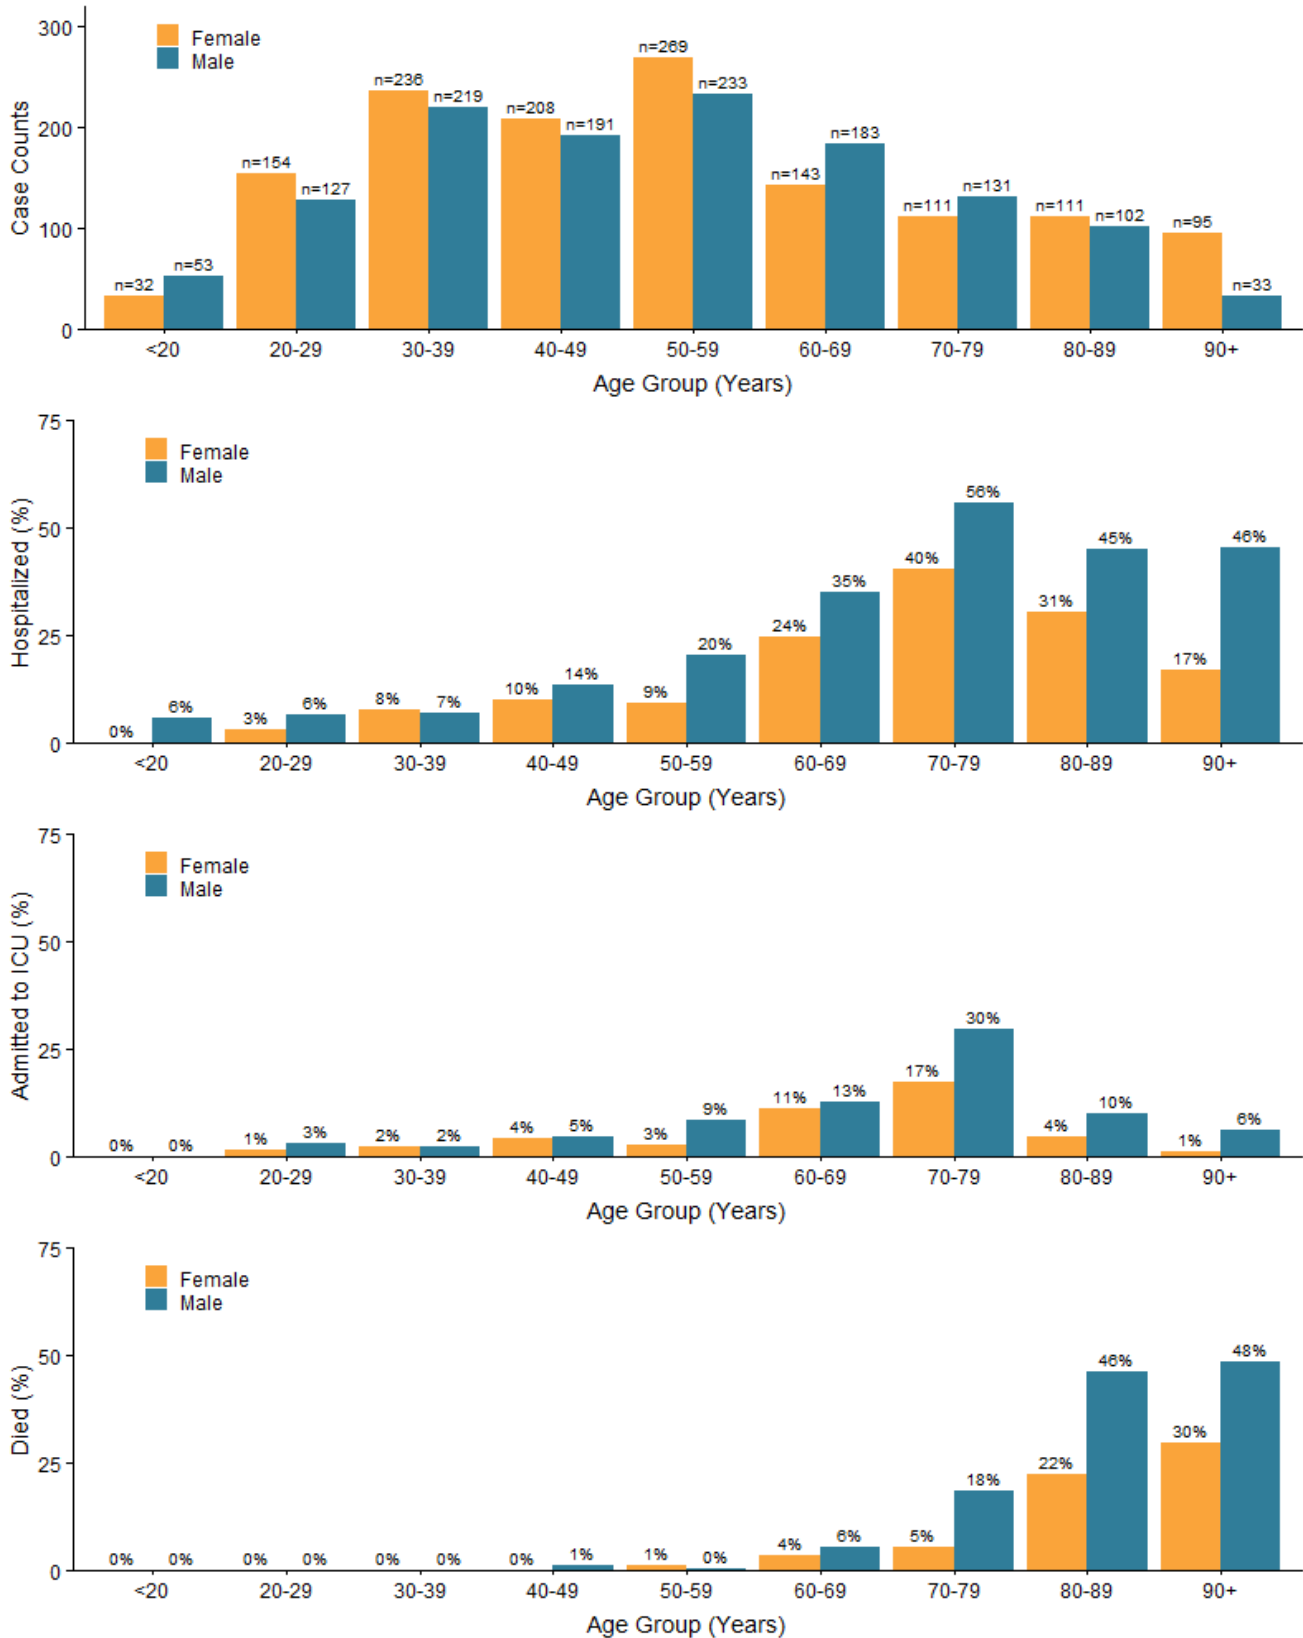 Female
Male
Case Counts
300
200
100
0
n=32
n=53
n=154
n=127
n=236
n=219
n=208
n=191
n=269
n=233
n=143
n=183
n=111
n=131
n=111
n=102
n=95
n=33
<20 20-29 30-39 40-49 50-59 60-69 70-79 80-89 90+
Age Group (Years)
Female
Male
Hospitalized (%)
75
50
25
0
0% 6% 3% 6% 8% 7% 10% 14% 9% 20% 24% 35% 40% 56% 31% 45% 17% 46%
<20 20-29 30-39 40-49 50-59 60-69 70-79 80-89 90+
Age Group (Years)
Female
Male
Admitted to ICU (%)
75
50
25
0
0% 0% 1% 3% 2% 2% 4% 5% 3% 9% 11% 13% 17% 30% 4% 10% 1% 6%
<20 20-29 30-39 40-49 50-59 60-69 70-79 80-89 90+
Age Group (Years)
Female
Male
Died (%)
75
50
25
0
0% 0% 0% 0% 0% 0% 0% 1% 1% 0% 4% 6% 5% 18% 22% 46% 30% 48%
<20 20-29 30-39 40-49 50-59 60-69 70-79 80-89 90+
Age Group (Years)